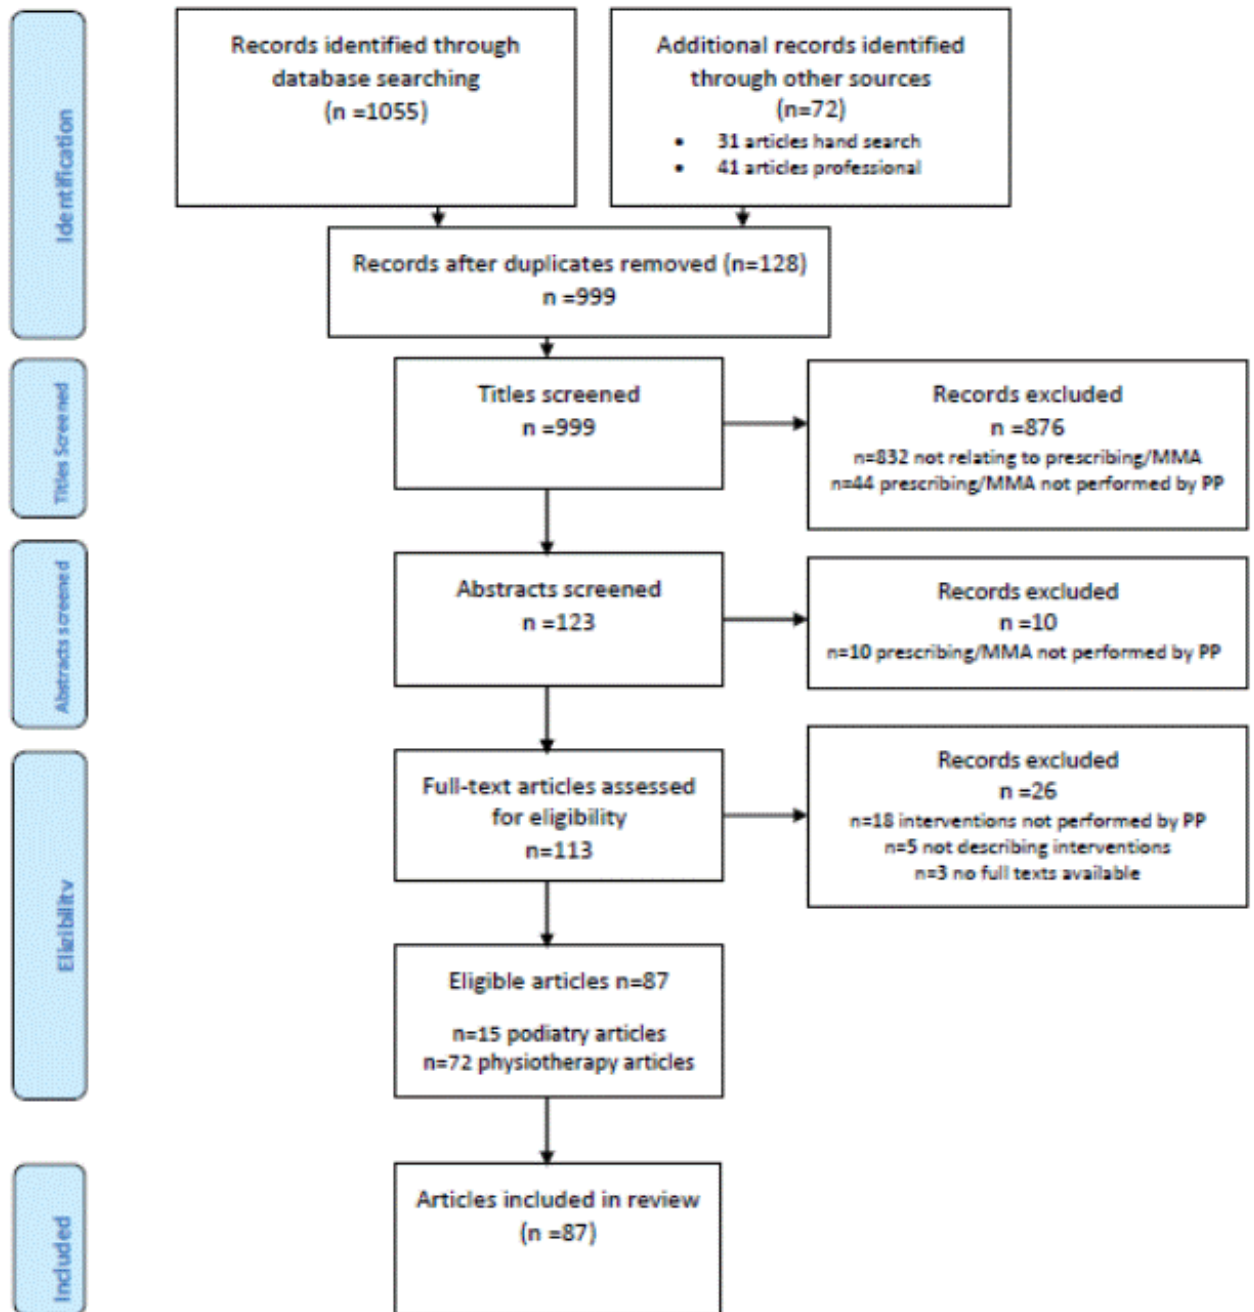 Identification
Records identified through
database searching
(n =1055)
Additional records identified
through other sources
(n=72)
• 31 articles hand search
• 41 articles professional
Records after duplicates removed (n=128)
n =999
Titles Screened
Titles screened
n =999
Records excluded
n =876
n=832 not relating to prescribing/MMA
n=44 prescribing/MMA not performed by PP
Abstracts screened
Abstracts screened
n =123
Records excluded
n =10
n=10 prescribing/MMA not performed by PP
Eligibility
Full-text articles assessed
for eligibility
n=113
Records excluded
n =26
n=18 interventions not performed by PP
n=5 not describing interventions
n=3 no full texts available
Eligible articles n=87
n=15 podiatry articles
n=72 physiotherapy articles
Included
Articles included in review
(n =87)